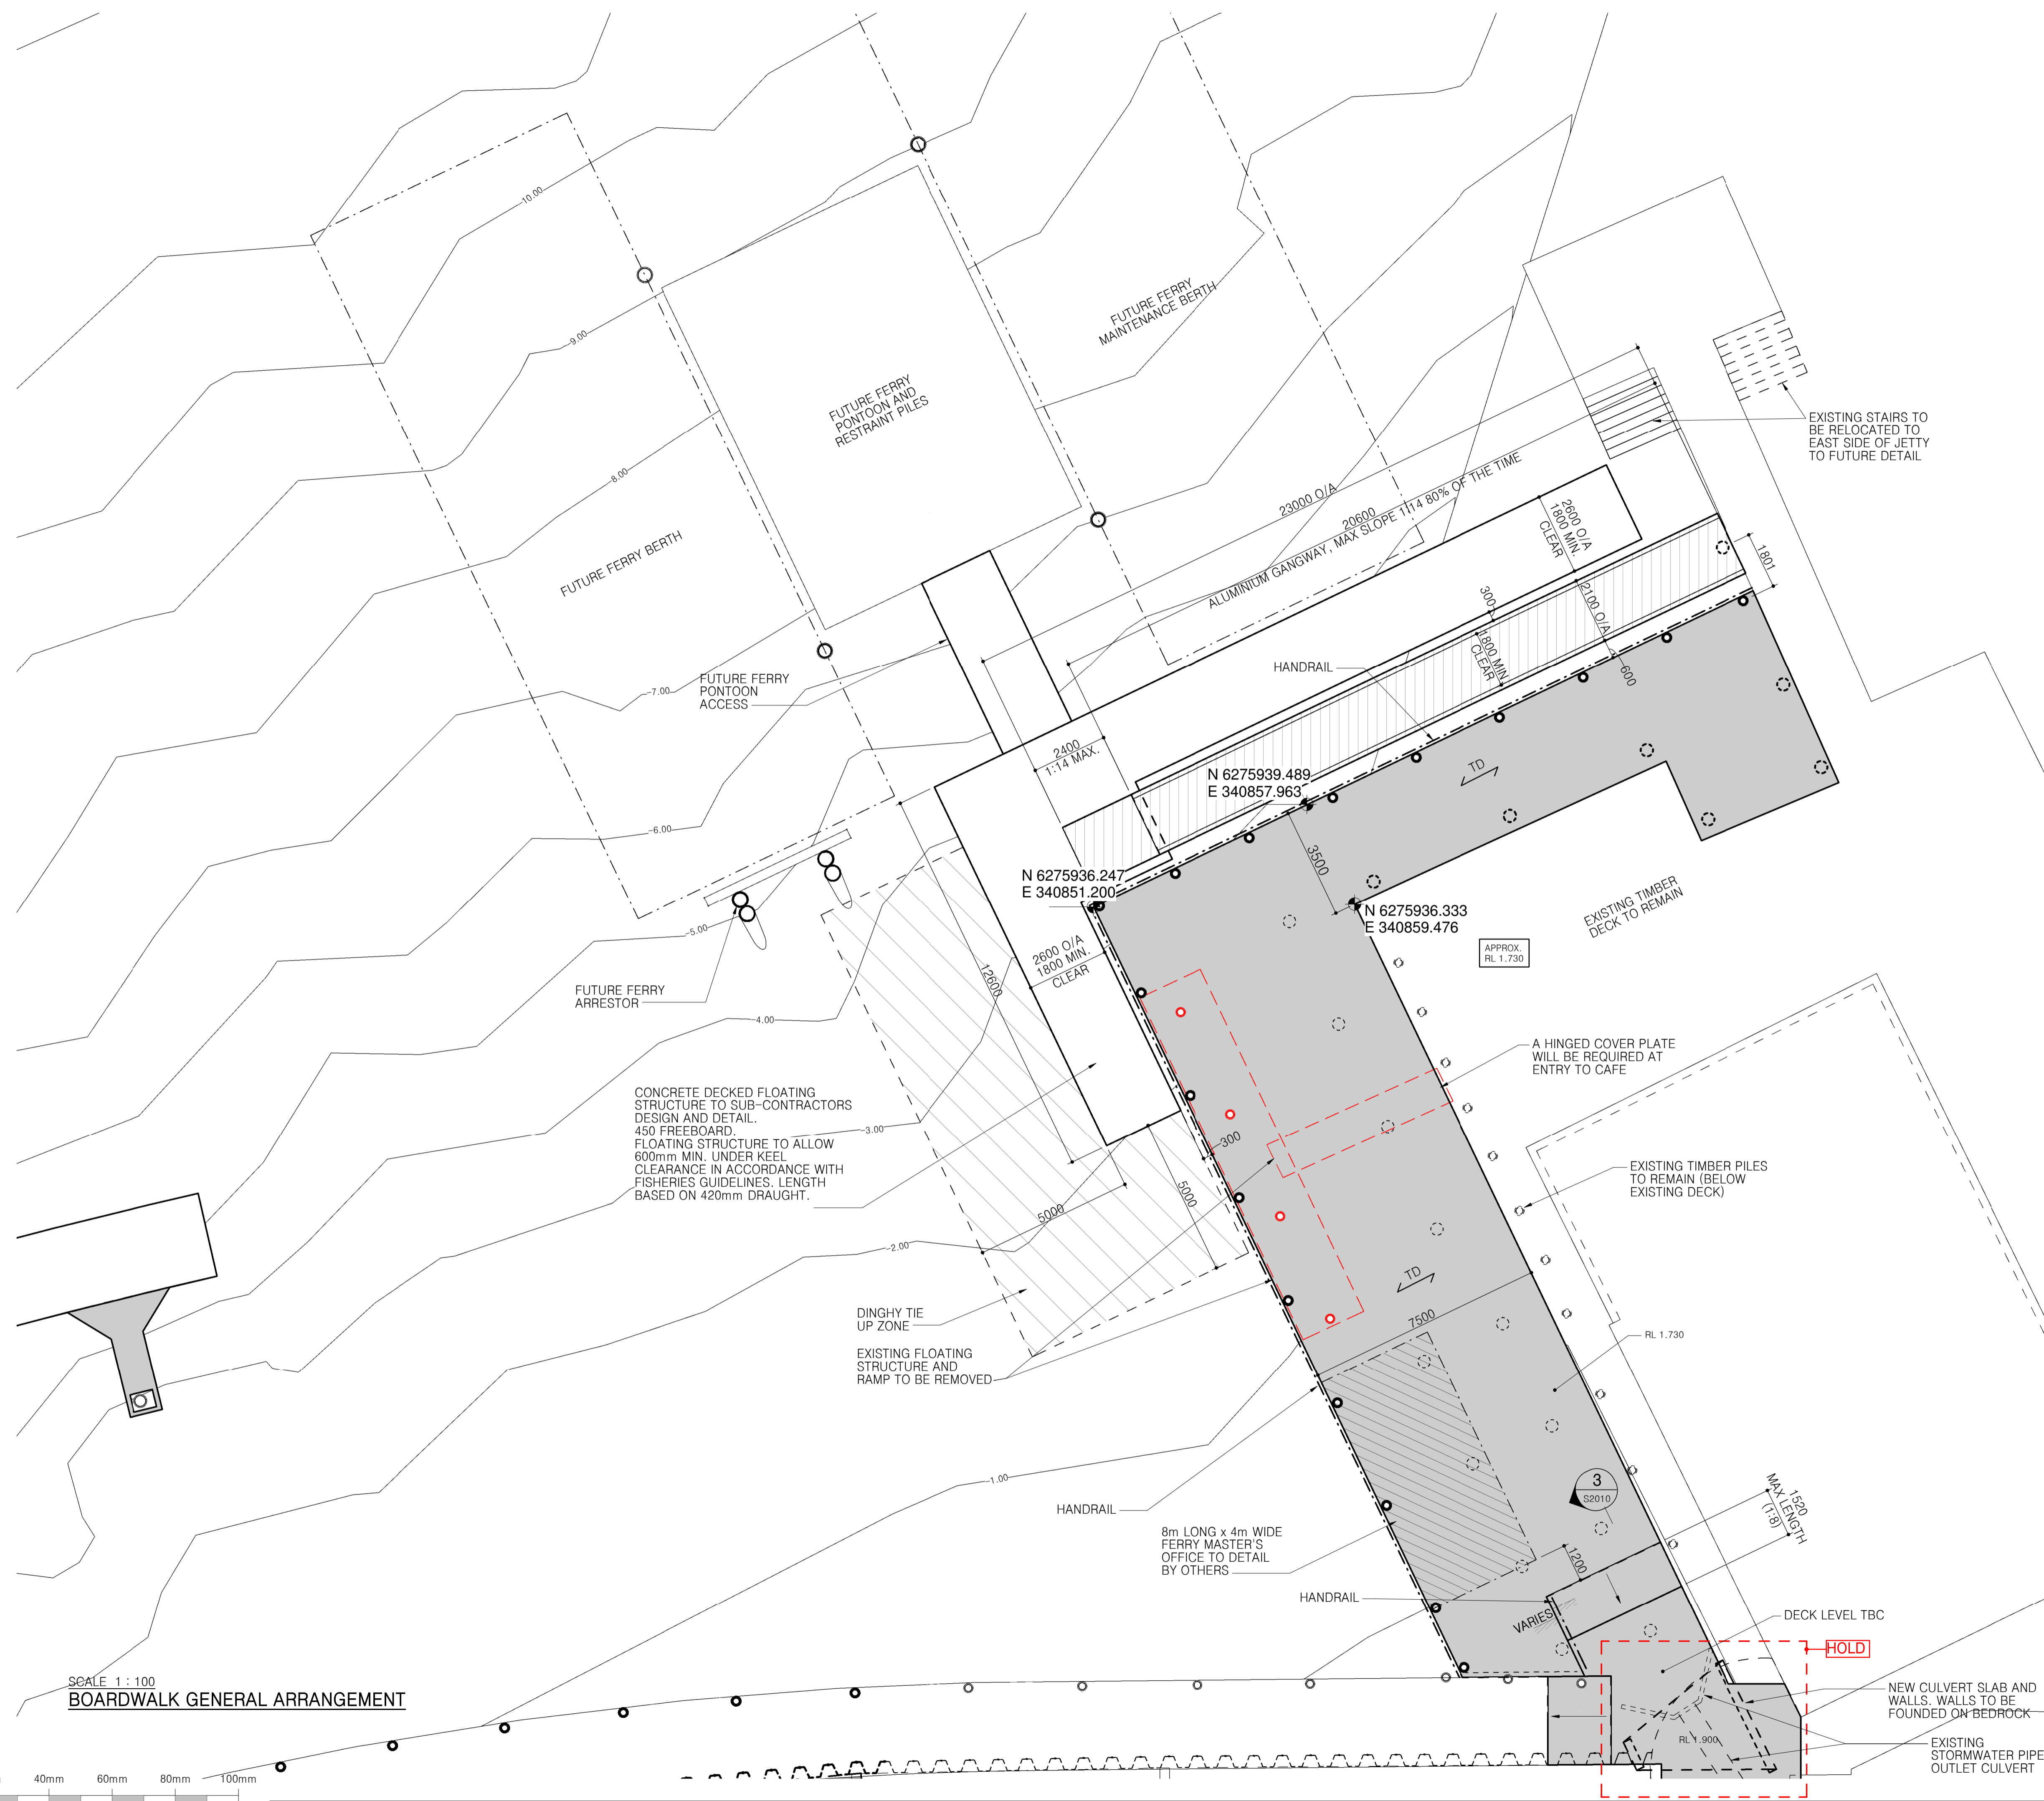 -10.00
-9.00
-8.00
-7.00
-6.00
-5.00
-4.00
-3.00
-2.00
-1.00
FUTURE FERRY
MAINTENANCE BERTH
FUTURE FERRY
PONTOON AND
RESTRAINT PILES
FUTURE FERRY BERTH
EXISTING STAIRS TO
BE RELOCATED TO
EAST SIDE OF JETTY
TO FUTURE DETAIL
23000 O/A
20600
ALUMINIUM GANGWAY, MAX SLOPE 1:14 80% OF THE TIME
2600 O/A
1800 MIN.
CLEAR
1801
300
2100 O/A
1800 MIN.
CLEAR
600
HANDRAIL
FUTURE FERRY
PONTOON
ACCESS
2400
1:14 MAX.
TD
N 6275939.489
E 340857.963
3500
N 6275936.247
E 340851.200
N 6275936.333
E 340859.476
EXISTING TIMBER
DECK TO REMAIN
APPROX.
RL 1.730
2600 O/A
1800 MIN.
CLEAR
12600
FUTURE FERRY
ARRESTOR
A HINGED COVER PLATE
WILL BE REQUIRED AT
ENTRY TO CAFE
CONCRETE DECKED FLOATING
STRUCTURE TO SUB-CONTRACTORS
DESIGN AND DETAIL.
450 FREEBOARD.
FLOATING STRUCTURE TO ALLOW
600mm MIN. UNDER KEEL
CLEARANCE IN ACCORDANCE WITH
FISHERIES GUIDELINES. LENGTH
BASED ON 420mm DRAUGHT.
300
5000
5000
EXISTING TIMBER PILES
TO REMAIN (BELOW
EXISTING DECK)
DINGHY TIE
UP ZONE
TD
7500
RL 1.730
EXISTING FLOATING
STRUCTURE AND
RAMP TO BE REMOVED
HANDRAIL
3
S2010
1520
MAX LENGTH
(1:8)
8m LONG x 4m WIDE
FERRY MASTER'S
OFFICE TO DETAIL
BY OTHERS
1200
HANDRAIL
VARIES
DECK LEVEL TBC
HOLD
NEW CULVERT SLAB AND
WALLS. WALLS TO BE
FOUNDED ON BEDROCK
RL 1.900
EXISTING
STORMWATER PIPE
OUTLET CULVERT
SCALE 1 : 100
BOARDWALK GENERAL ARRANGEMENT
40mm 60mm 80mm 100mm